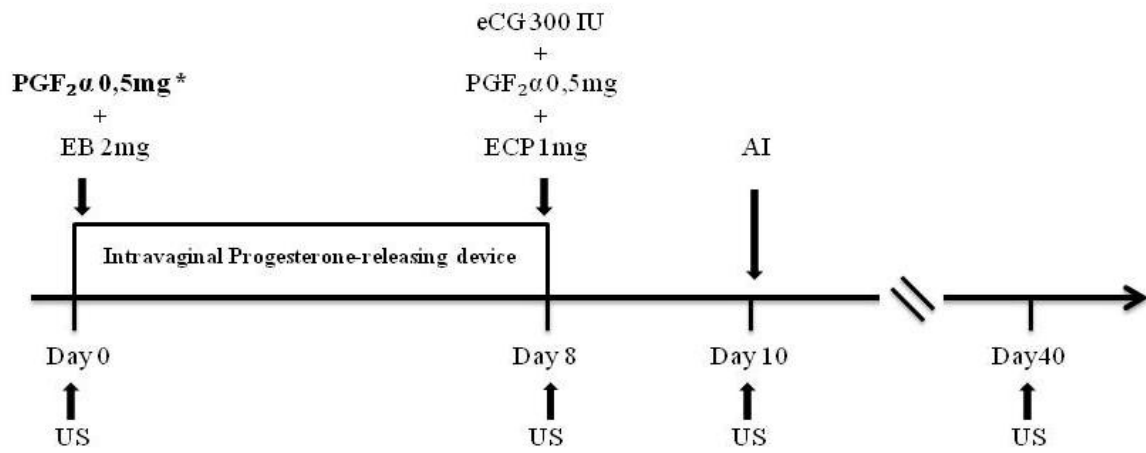 eCG 300 IU
+
PGF₂α 0,5mg
+
ECP 1mg
PGF₂α 0,5mg *
+
EB 2mg
AI
Intravaginal Progesterone-releasing device
Day 0
Day 8
Day 10
Day40
US
US
US
US